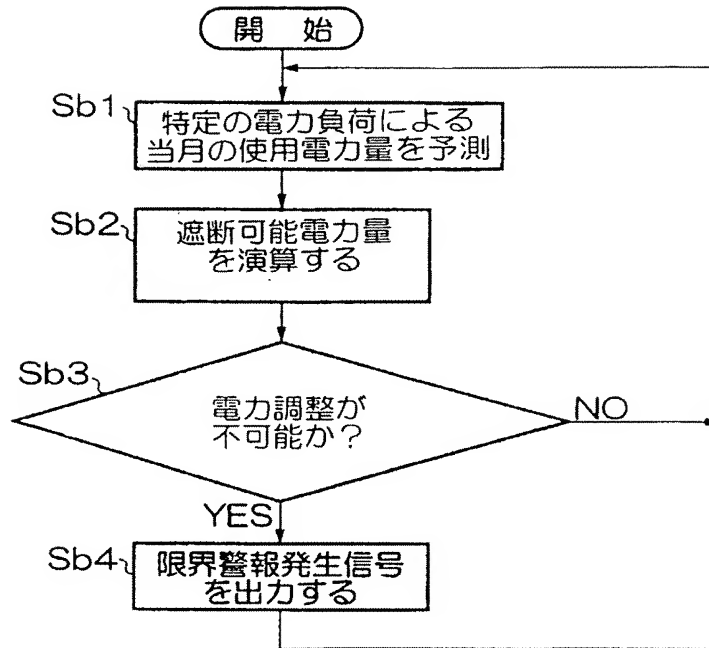 開 始
Sb1
特定の電力負荷による
当月の使用電力量を予測
Sb2
遮断可能電力量
を演算する
Sb3
電力調整が
不可能か？
NO
YES
Sb4
限界警報発生信号
を出力する